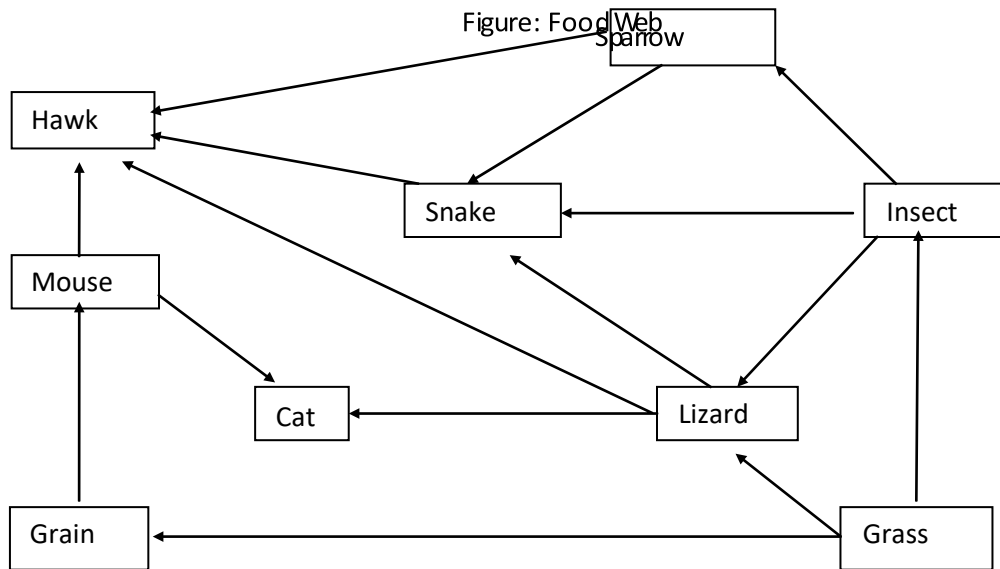 Figure: Food Web
Sparrow
Hawk
Snake
Insect
Mouse
Cat
Lizard
Grain
Grass